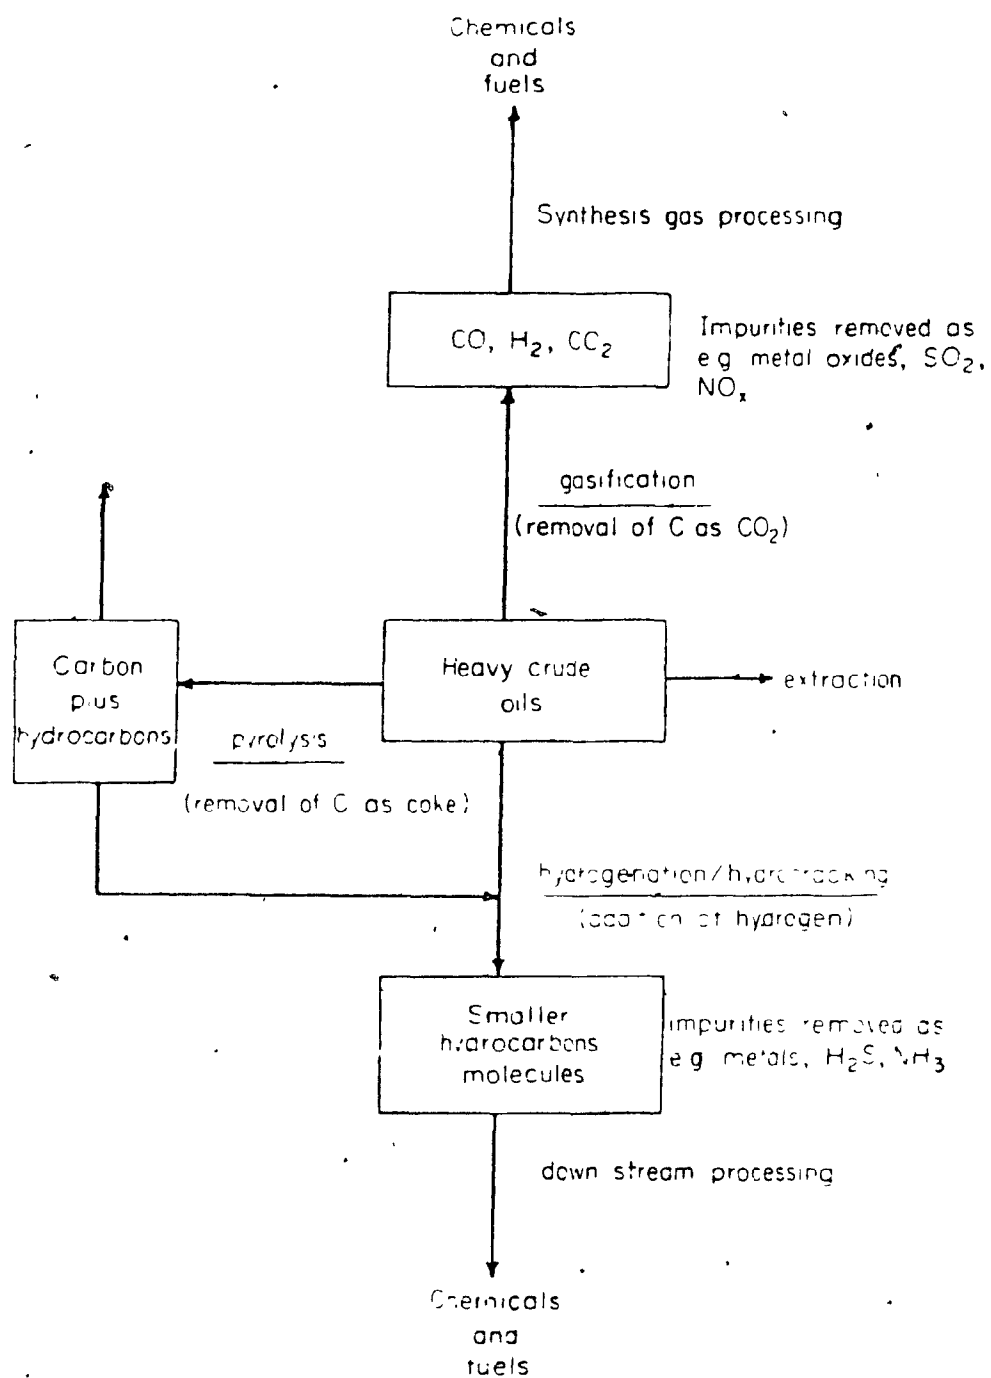 Chemicals
and
fuels
Synthesis gas processing
CO, H₂, CC₂
Impurities removed as
e g metal oxides, SO₂,
NOₓ
gasification
(removal of C as CO₂)
Carbon
plus
hydrocarbons
Heavy crude
oils
extraction
pyrolysis
(removal of C as coke)
hydrogenation/hydrocracking
(addition of hydrogen)
Smaller
hydrocarbons
molecules
impurities removed as
e g metals, H₂S, NH₃
down stream processing
Chemicals
and
fuels